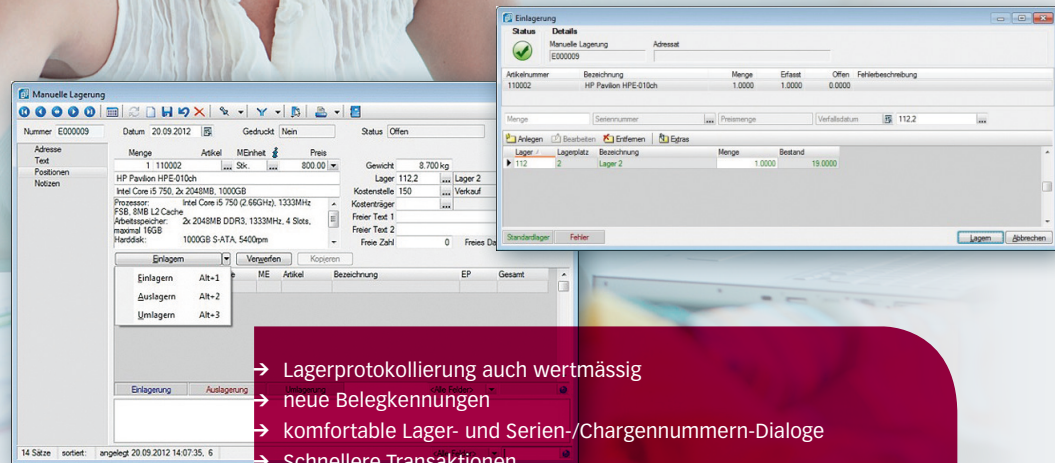 Einlagerung
Status Details
Manuelle Lagerung Adressat
E000009
Artikelnummer Bezeichnung Menge Erfasst Offen Fehlerbeschreibung
110002 HP Pavilion HPE-010ch 1.0000 1.0000 0.0000
Menge Seriennummer ... Preismenge Verfallsdatum 112,2 ...
Anlegen Bearbeiten Entfernen Extras
Lager Lagerplatz Bezeichnung Menge Bestand
112 2 Lager 2 1.0000 19.0000
Standardlager Fehler Lagern Abbrechen
Manuelle Lagerung
Nummer E000009 Datum 20.09.2012 Gedruckt Nein Status Offen
Adresse
Text
Positionen
Notizen
Menge Artikel MEinheit Preis
1 110002 ... Stk. ... 800.00 Gewicht 8.700 kg
HP Pavilion HPE-010ch Lager 112,2 ... Lager 2
Intel Core i5 750, 2x 2048MB, 1000GB Kostenstelle 150 ... Verkauf
Prozessor: Intel Core i5 750 (2.66GHz), 1333MHz Kostenträger ...
FSB, 8MB L2 Cache Freier Text 1
Arbeitsspeicher: 2x 2048MB DDR3, 1333MHz, 4 Slots,
maximal 16GB Freier Text 2
Harddisk: 1000GB S-ATA, 5400rpm Freie Zahl 0 Freies Da
Einlagern Verwerfen Kopieren
ME Artikel Bezeichnung EP Gesamt
Einlagern Alt+1
Auslagern Alt+2
Umlagern Alt+3
Einlagerung Auslagerung Umlagerung <Alle Felder>
14 Sätze sortiert: angelegt 20.09.2012 14:07:35, 6 <Alle Felder>
→ Lagerprotokollierung auch wertmässig
→ neue Belegkennungen
→ komfortable Lager- und Serien-/Chargennummern-Dialoge
→ Schnellere Transaktionen